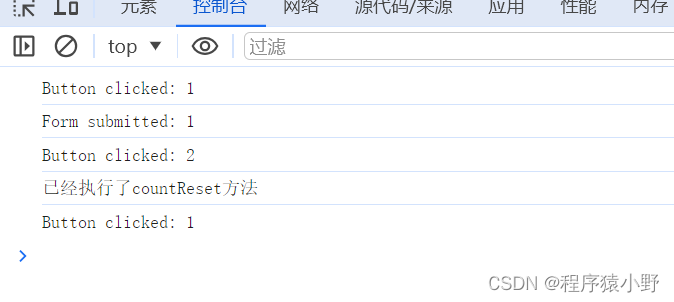 元素 控制台 网络 源代码/来源 应用 性能 内存
top ▼ 过滤
Button clicked: 1
Form submitted: 1
Button clicked: 2
已经执行了countReset方法
Button clicked: 1
CSDN @程序猿小野